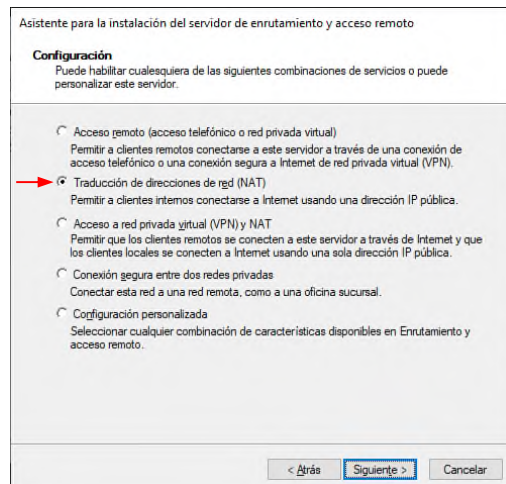 Asistente para la instalación del servidor de enrutamiento y acceso remoto
Configuración
Puede habilitar cualesquiera de las siguientes combinaciones de servicios o puede
personalizar este servidor.
Acceso remoto (acceso telefónico o red privada virtual)
Permitir a clientes remotos conectarse a este servidor a través de una conexión de
acceso telefónico o una conexión segura a Internet de red privada virtual (VPN).
Traducción de direcciones de red (NAT)
Permitir a clientes internos conectarse a Internet usando una dirección IP pública.
Acceso a red privada virtual (VPN) y NAT
Permitir que los clientes remotos se conecten a este servidor a través de Internet y que
los clientes locales se conecten a Internet usando una sola dirección IP pública.
Conexión segura entre dos redes privadas
Conectar esta red a una red remota, como a una oficina sucursal.
Configuración personalizada
Seleccionar cualquier combinación de características disponibles en Enrutamiento y
acceso remoto.
< Atrás Siguiente > Cancelar